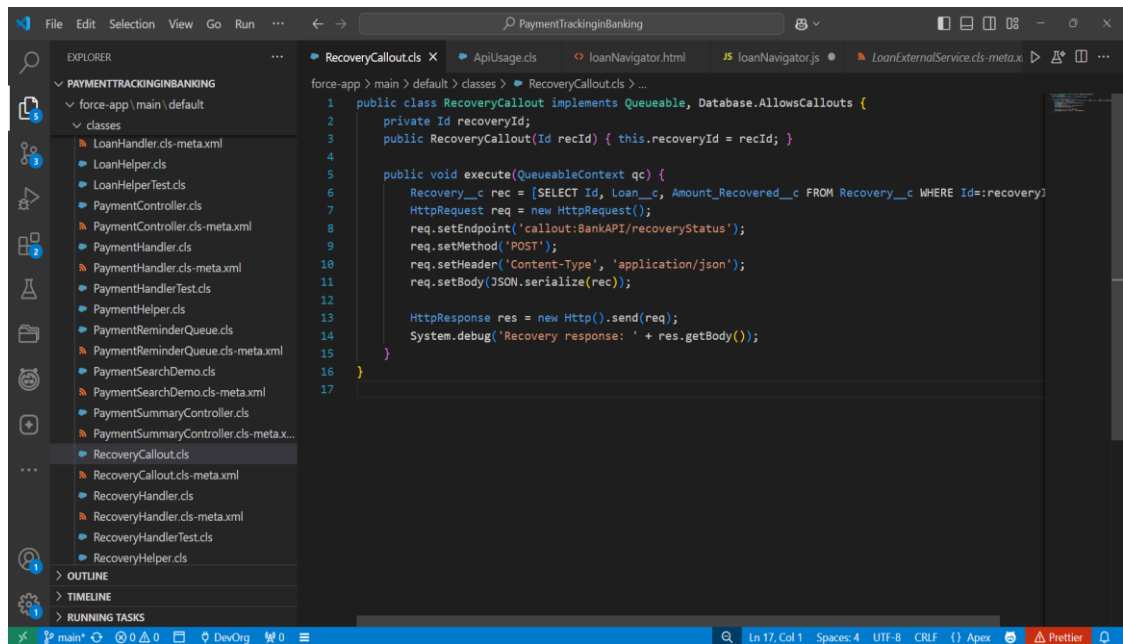 File Edit Selection View Go Run ···
PaymentTrackinginBanking
EXPLORER ···
PAYMENTTRACKINGINBANKING
force-app\main\default
classes
LoanHandler.cls-meta.xml
LoanHelper.cls
LoanHelperTest.cls
PaymentController.cls
PaymentController.cls-meta.xml
PaymentHandler.cls
PaymentHandler.cls-meta.xml
PaymentHandlerTest.cls
PaymentHelper.cls
PaymentReminderQueue.cls
PaymentReminderQueue.cls-meta.xml
PaymentSearchDemo.cls
PaymentSearchDemo.cls-meta.xml
PaymentSummaryController.cls
PaymentSummaryController.cls-meta.x...
RecoveryCallout.cls
RecoveryCallout.cls-meta.xml
RecoveryHandler.cls
RecoveryHandler.cls-meta.xml
RecoveryHandlerTest.cls
RecoveryHelper.cls
OUTLINE
TIMELINE
RUNNING TASKS
5
3
2
1
1
RecoveryCallout.cls ApiUsage.cls loanNavigator.html JS loanNavigator.js LoanExternalService.cls-meta.x
force-app > main > default > classes > RecoveryCallout.cls > ...
1 public class RecoveryCallout implements Queueable, Database.AllowsCallouts {
2 private Id recoveryId;
3 public RecoveryCallout(Id recId) { this.recoveryId = recId; }
4
5 public void execute(QueueableContext qc) {
6 Recovery__c rec = [SELECT Id, Loan__c, Amount_Recovered__c FROM Recovery__c WHERE Id=:recoveryI
7 HttpRequest req = new HttpRequest();
8 req.setEndpoint('callout:BankAPI/recoveryStatus');
9 req.setMethod('POST');
10 req.setHeader('Content-Type', 'application/json');
11 req.setBody(JSON.serialize(rec));
12
13 HttpResponse res = new Http().send(req);
14 System.debug('Recovery response: ' + res.getBody());
15 }
16 }
17
main* 0 0 DevOrg 0 Ln 17, Col 1 Spaces: 4 UTF-8 CRLF {} Apex Prettier